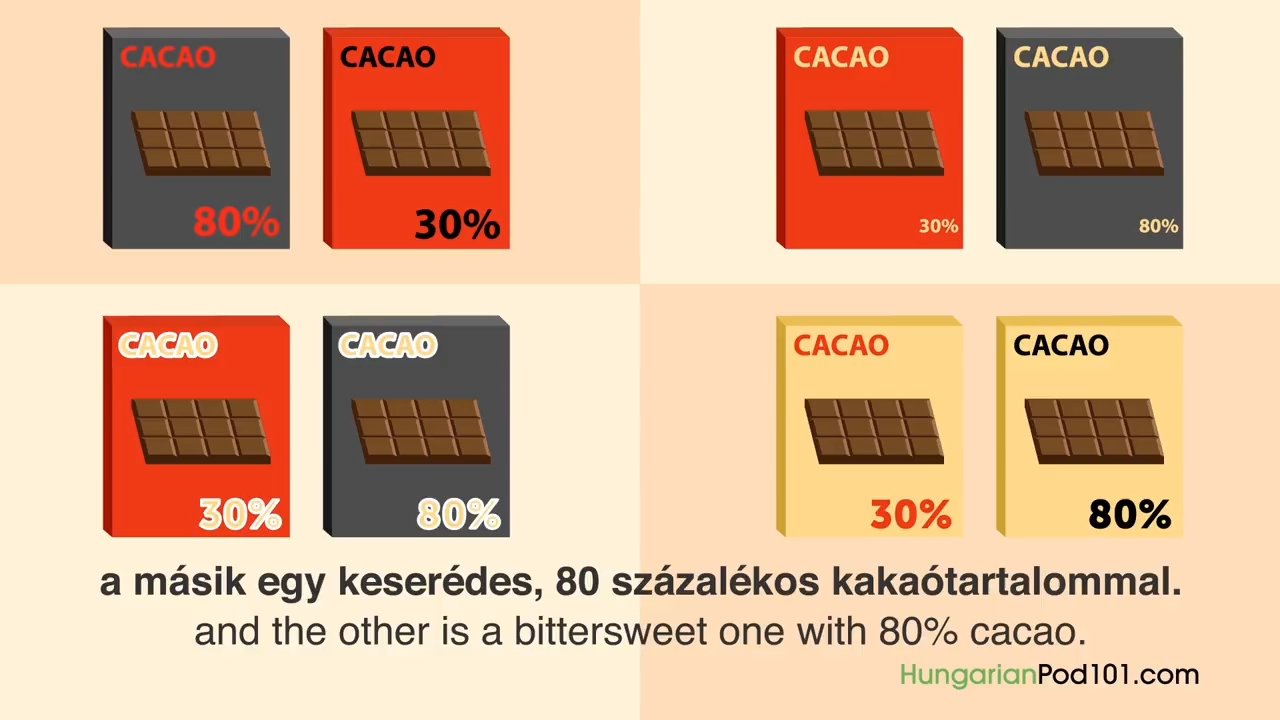 CACAO
80%
CACAO
30%
CACAO
30%
CACAO
80%
CACAO
30%
CACAO
80%
CACAO
30%
CACAO
80%
a másik egy keserédes, 80 százalékos kakaótartalommal.
and the other is a bittersweet one with 80% cacao.
HungarianPod101.com